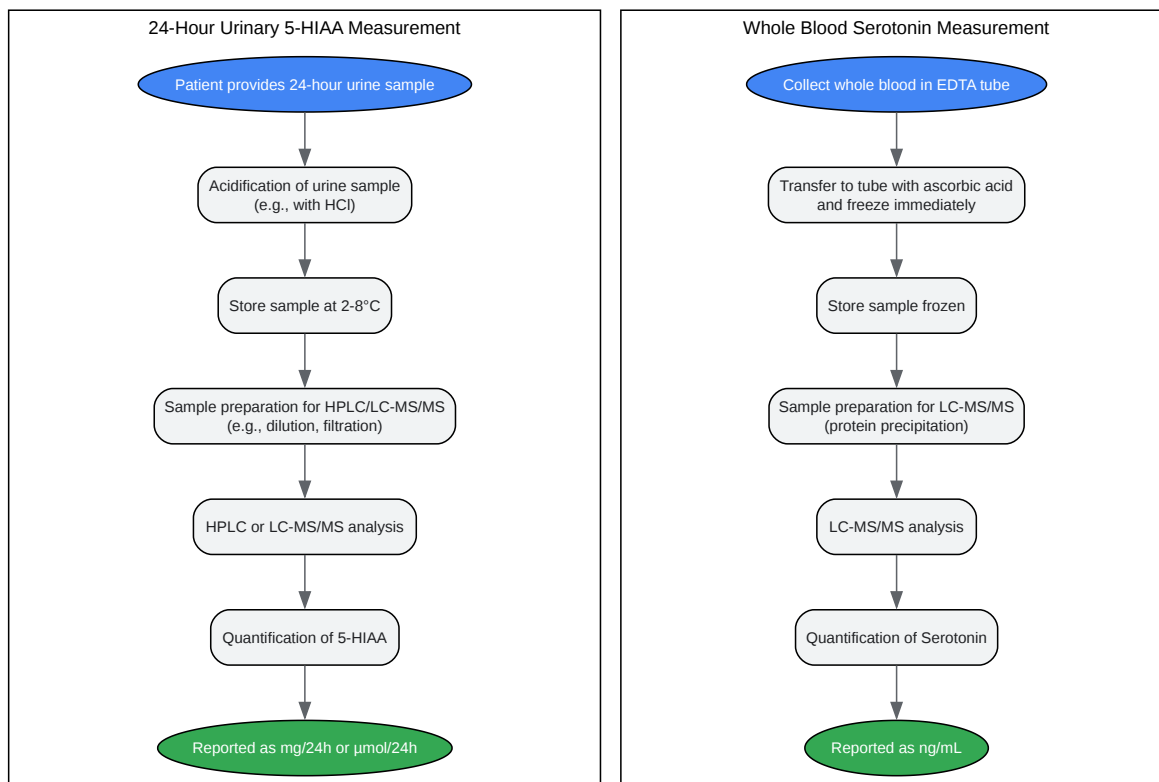 24-Hour Urinary 5-HIAA Measurement
Patient provides 24-hour urine sample
Acidification of urine sample
(e.g., with HCl)
Store sample at 2-8°C
Sample preparation for HPLC/LC-MS/MS
(e.g., dilution, filtration)
HPLC or LC-MS/MS analysis
Quantification of 5-HIAA
Reported as mg/24h or µmol/24h
Whole Blood Serotonin Measurement
Collect whole blood in EDTA tube
Transfer to tube with ascorbic acid
and freeze immediately
Store sample frozen
Sample preparation for LC-MS/MS
(protein precipitation)
LC-MS/MS analysis
Quantification of Serotonin
Reported as ng/mL